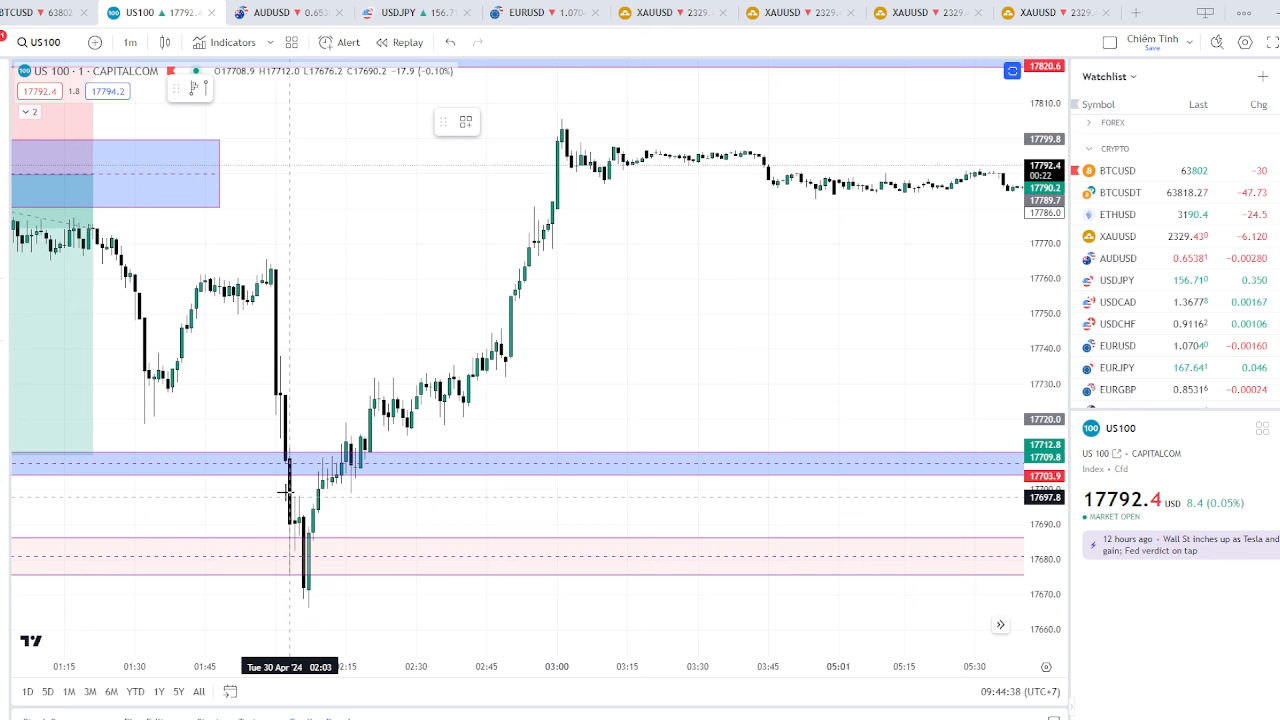 BTCUSD ▼ 63802
US100 ▲ 17792.4
AUDUSD ▼ 0.653
USDJPY ▲ 156.71
EURUSD ▼ 1.070
XAUUSD ▼ 2329.
XAUUSD ▼ 2329.
XAUUSD ▼ 2329.4
XAUUSD ▼ 2329.
US100
1m
Indicators
Alert
Replay
Chiêm Tinh
Save
US 100 · 1 · CAPITALCOM
O17708.9 H17712.0 L17676.2 C17690.2 −17.9 (−0.10%)
17792.4 1.8 17794.2
2
17820.6
17810.0
17799.8
17792.4
00:22
17790.2
17789.7
17786.0
17770.0
17760.0
17750.0
17740.0
17730.0
17720.0
17712.8
17709.8
17703.9
17697.8
17690.0
17680.0
17670.0
17660.0
01:15 01:30 01:45 Tue 30 Apr '24 02:03 02:15 02:30 02:45 03:00 03:15 03:30 03:45 05:01 05:15 05:30
1D 5D 1M 3M 6M YTD 1Y 5Y All
09:44:38 (UTC+7)
Watchlist
Symbol Last Chg
FOREX
CRYPTO
BTCUSD 63802 −30
BTCUSDT 63818.27 −47.73
ETHUSD 3190.4 −24.5
XAUUSD 2329.430 −6.120
AUDUSD 0.65381 −0.00280
USDJPY 156.710 0.350
USDCAD 1.36778 0.00167
USDCHF 0.91162 0.00106
EURUSD 1.07040 −0.00160
EURJPY 167.641 0.046
EURGBP 0.85316 −0.00024
100 US100
US 100 · CAPITALCOM
Index · Cfd
17792.4 USD 8.4 (0.05%)
MARKET OPEN
12 hours ago · Wall St inches up as Tesla and
gain; Fed verdict on tap